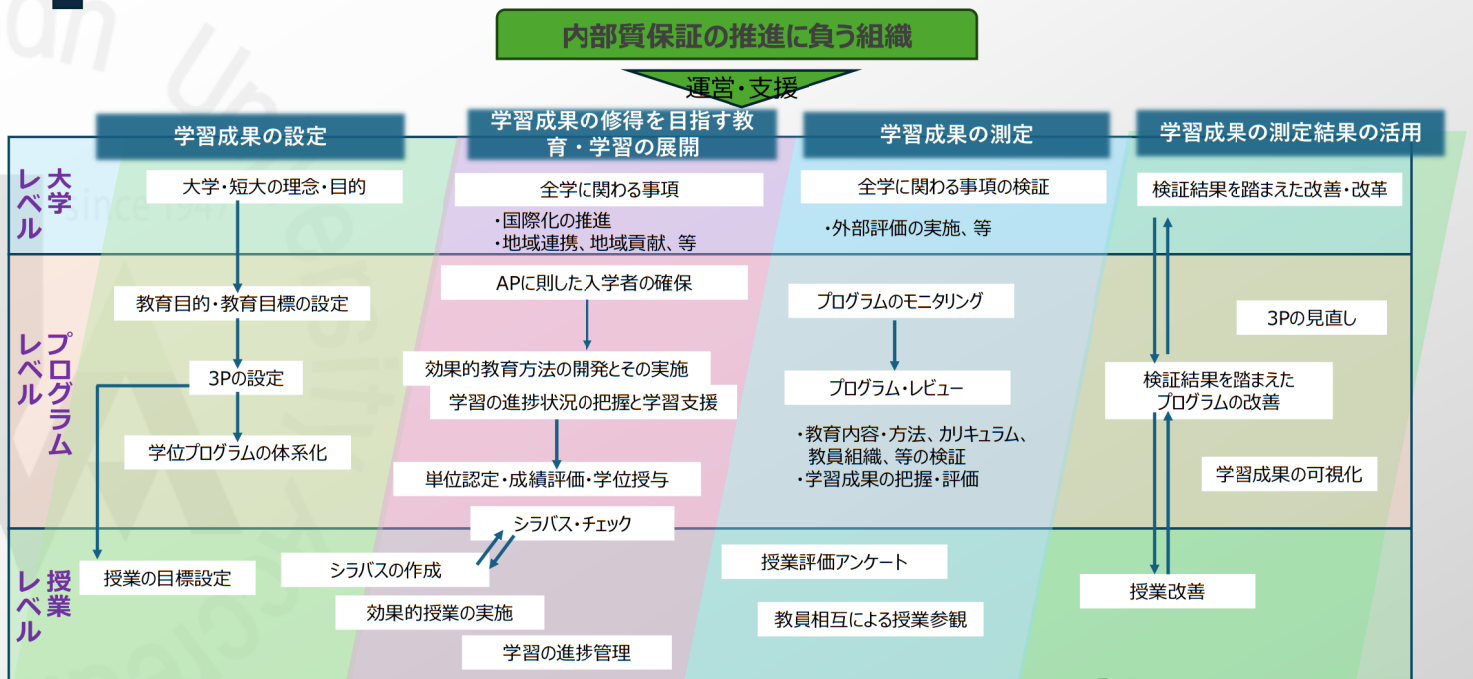 内部質保証の推進に負う組織
運営・支援
学習成果の設定
学習成果の修得を目指す教
育・学習の展開
学習成果の測定
学習成果の測定結果の活用
大学
レベル
大学・短大の理念・目的
全学に関わる事項
・国際化の推進
・地域連携、地域貢献、等
全学に関わる事項の検証
・外部評価の実施、等
検証結果を踏まえた改善・改革
プログラム
レベル
教育目的・教育目標の設定
3Pの設定
学位プログラムの体系化
APに則した入学者の確保
効果的教育方法の開発とその実施
学習の進捗状況の把握と学習支援
単位認定・成績評価・学位授与
シラバス・チェック
プログラムのモニタリング
プログラム・レビュー
・教育内容・方法、カリキュラム、
教員組織、等の検証
・学習成果の把握・評価
3Pの見直し
検証結果を踏まえた
プログラムの改善
学習成果の可視化
授業
レベル
授業の目標設定
シラバスの作成
効果的授業の実施
学習の進捗管理
授業評価アンケート
教員相互による授業参観
授業改善